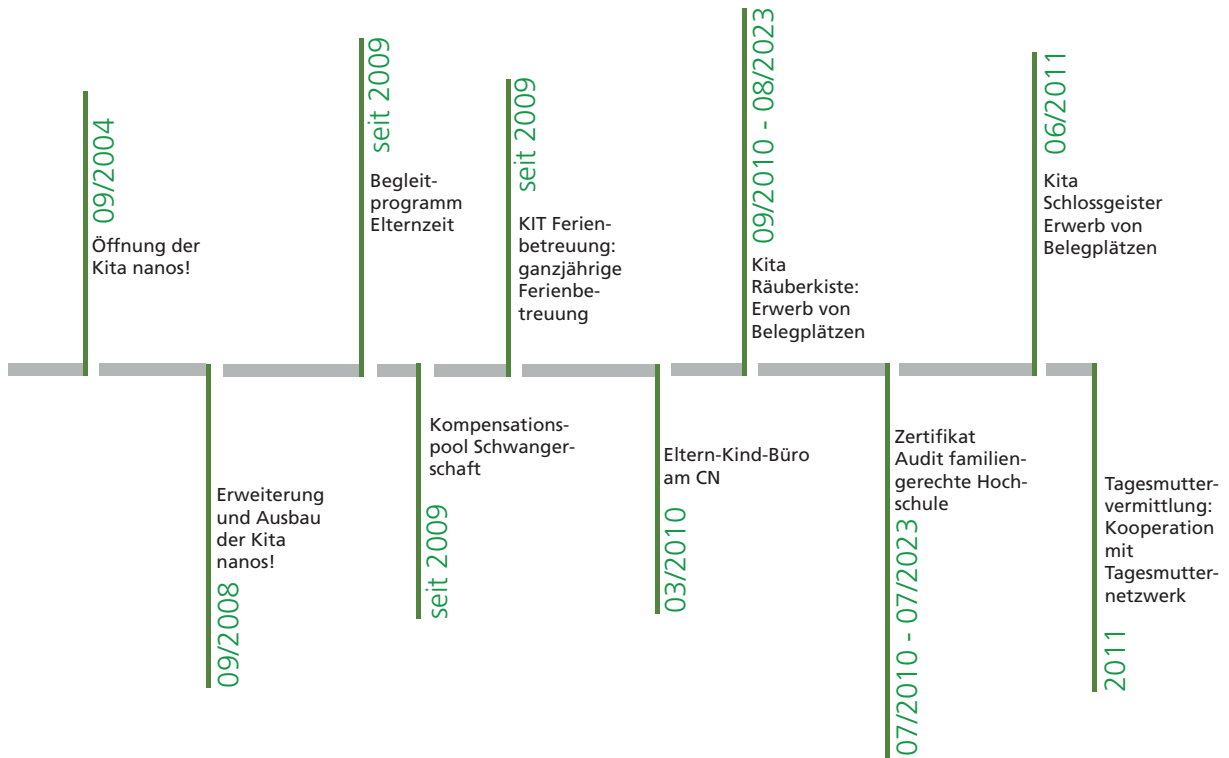 09/2004
Öffnung der
Kita nanos!
Erweiterung
und Ausbau
der Kita
nanos!
09/2008
seit 2009
Begleit-
programm
Elternzeit
Kompensations-
pool Schwanger-
schaft
seit 2009
seit 2009
KIT Ferien-
betreuung:
ganzjährige
Ferienbe-
treuung
Eltern-Kind-Büro
am CN
03/2010
09/2010 - 08/2023
Kita
Räuberkiste:
Erwerb von
Belegplätzen
Zertifikat
Audit familien-
gerechte Hoch-
schule
07/2010 - 07/2023
06/2011
Kita
Schlossgeister
Erwerb von
Belegplätzen
Tagesmutter-
vermittlung:
Kooperation
mit
Tagesmutter-
netzwerk
2011